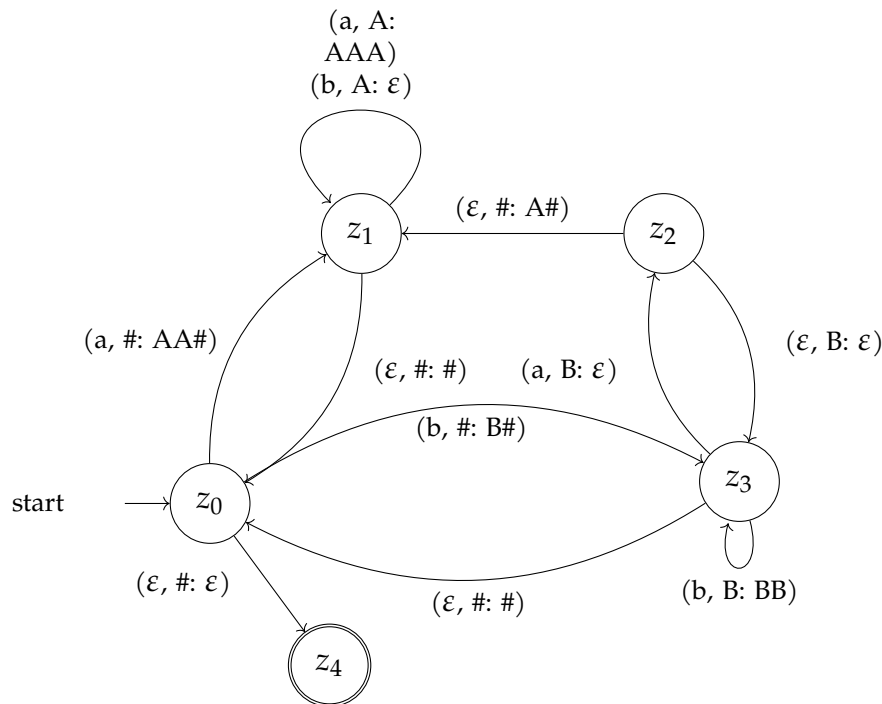 (a, A:
AAA)
(b, A: ε)
(ε, #: A#)
z₁
z₂
(a, #: AA#)
(ε, B: ε)
(ε, #: #)
(a, B: ε)
(b, #: B#)
z₃
start
z₀
(ε, #: ε)
(ε, #: #)
(b, B: BB)
z₄